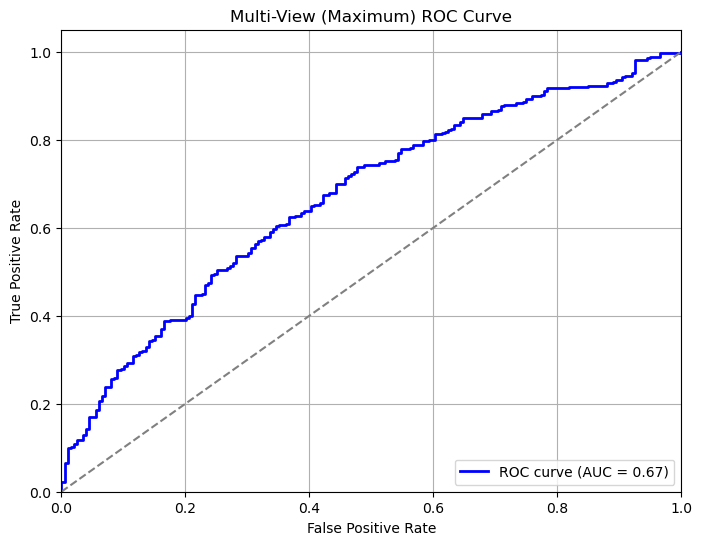 Multi-View (Maximum) ROC Curve
True Positive Rate
1.0
0.8
0.6
0.4
0.2
0.0
ROC curve (AUC = 0.67)
0.0 0.2 0.4 0.6 0.8 1.0
False Positive Rate